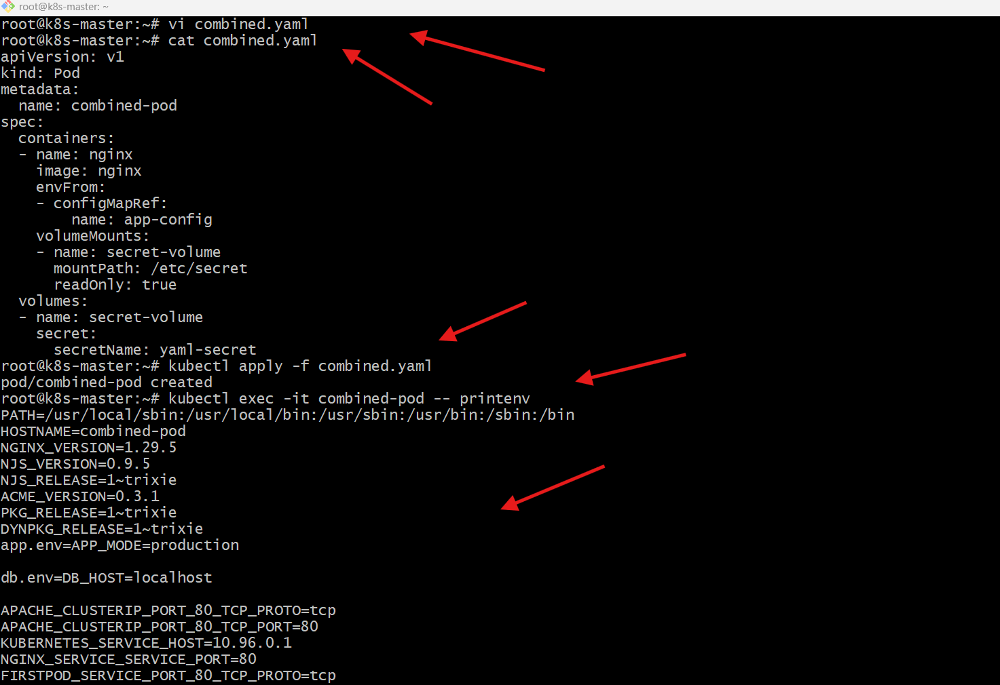 root@k8s-master: ~
root@k8s-master:~# vi combined.yaml
root@k8s-master:~# cat combined.yaml
apiVersion: v1
kind: Pod
metadata:
  name: combined-pod
spec:
  containers:
  - name: nginx
    image: nginx
    envFrom:
    - configMapRef:
        name: app-config
    volumeMounts:
    - name: secret-volume
      mountPath: /etc/secret
      readOnly: true
  volumes:
  - name: secret-volume
    secret:
      secretName: yaml-secret
root@k8s-master:~# kubectl apply -f combined.yaml
pod/combined-pod created
root@k8s-master:~# kubectl exec -it combined-pod -- printenv
PATH=/usr/local/sbin:/usr/local/bin:/usr/sbin:/usr/bin:/sbin:/bin
HOSTNAME=combined-pod
NGINX_VERSION=1.29.5
NJS_VERSION=0.9.5
NJS_RELEASE=1~trixie
ACME_VERSION=0.3.1
PKG_RELEASE=1~trixie
DYNPKG_RELEASE=1~trixie
app.env=APP_MODE=production
db.env=DB_HOST=localhost
APACHE_CLUSTERIP_PORT_80_TCP_PROTO=tcp
APACHE_CLUSTERIP_PORT_80_TCP_PORT=80
KUBERNETES_SERVICE_HOST=10.96.0.1
NGINX_SERVICE_SERVICE_PORT=80
FIRSTPOD_SERVICE_PORT_80_TCP_PROTO=tcp